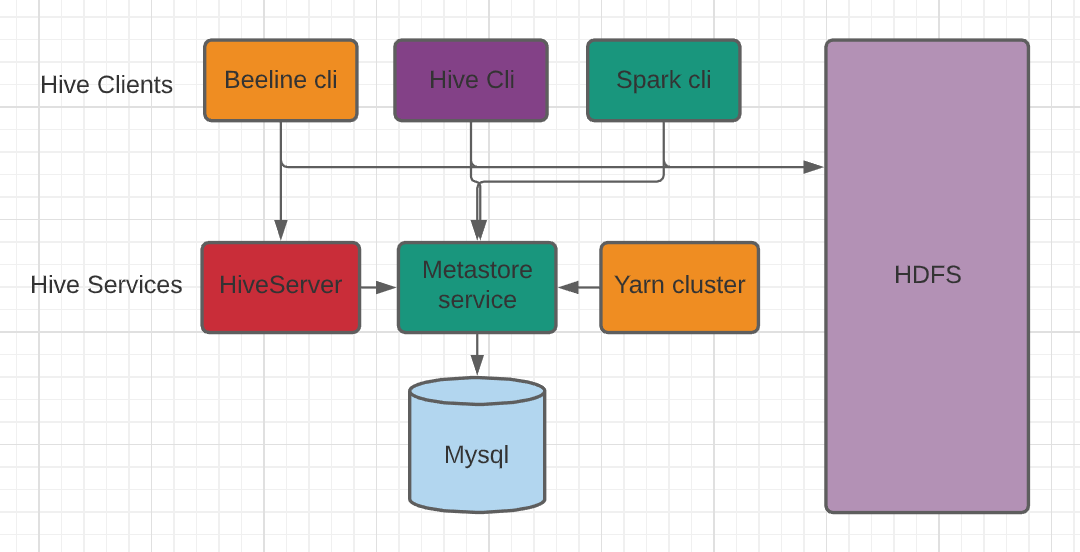 Hive Clients
Beeline cli
Hive Cli
Spark cli
Hive Services
HiveServer
Metastore
service
Yarn cluster
HDFS
Mysql